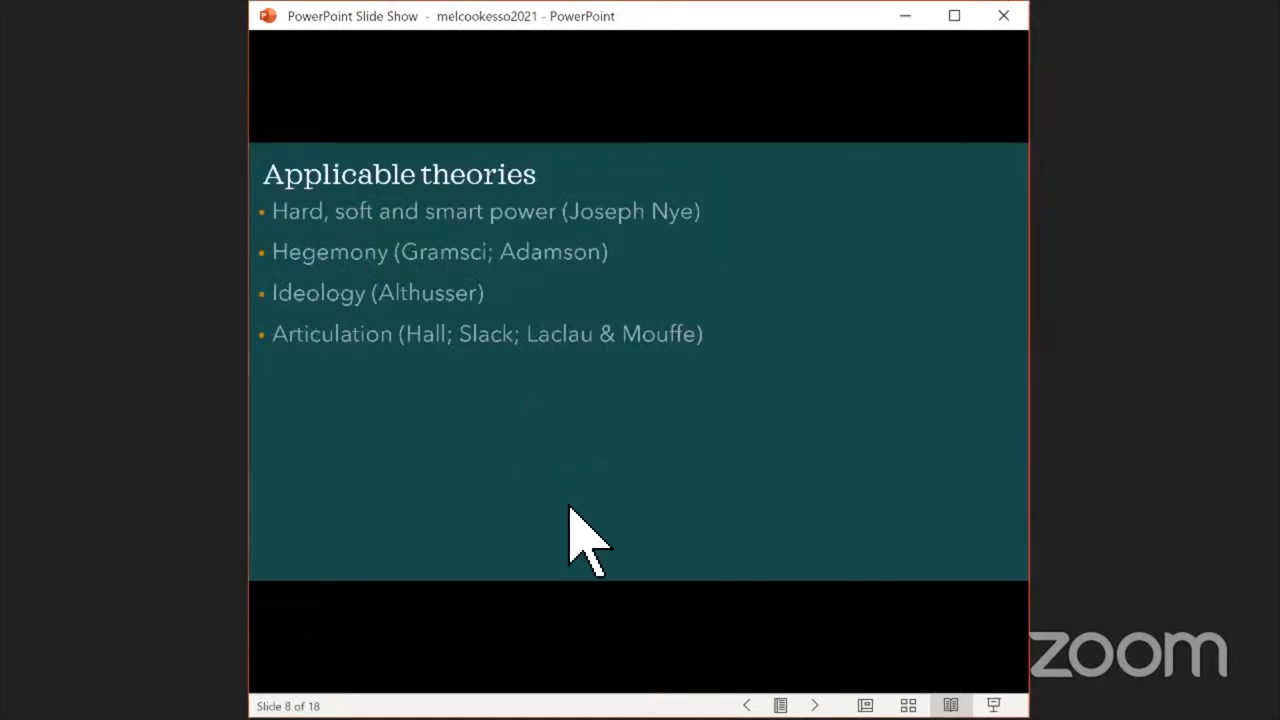 PowerPoint Slide Show - melcookesso2021 - PowerPoint
Applicable theories
• Hard, soft and smart power (Joseph Nye)
• Hegemony (Gramsci; Adamson)
• Ideology (Althusser)
• Articulation (Hall; Slack; Laclau & Mouffe)
zoom
Slide 8 of 18